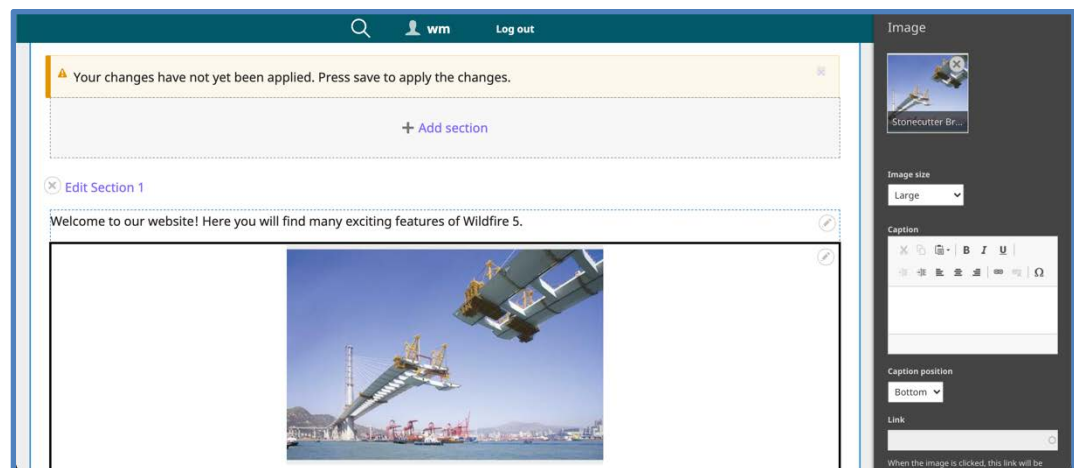 wm
Log out
Your changes have not yet been applied. Press save to apply the changes.
+ Add section
Edit Section 1
Welcome to our website! Here you will find many exciting features of Wildfire 5.
Image
Stonecutter Br...
Image size
Large
Caption
B I U
Ω
Caption position
Bottom
Link
When the image is clicked, this link will be